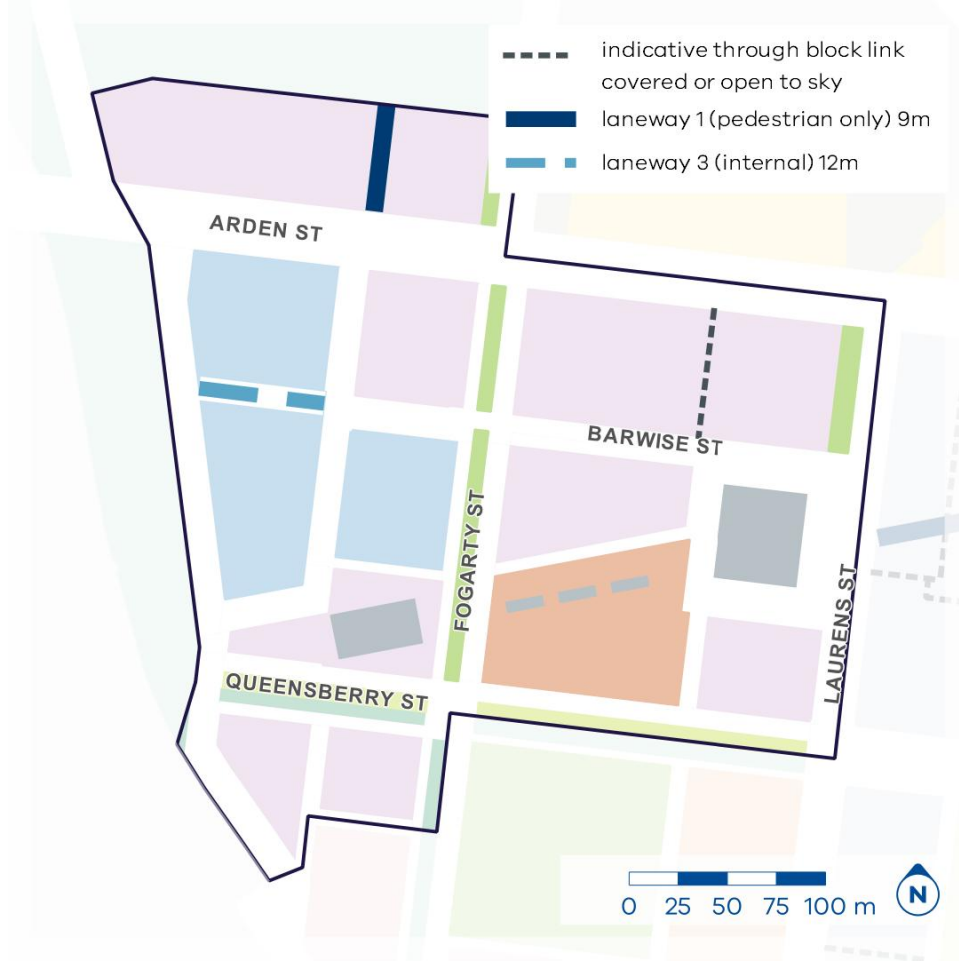 indicative through block link
covered or open to sky
laneway 1 (pedestrian only) 9m
laneway 3 (internal) 12m
ARDEN ST
BARWISE ST
FOGARTY ST
LAURENS ST
QUEENSBERRY ST
0 25 50 75 100 m
N